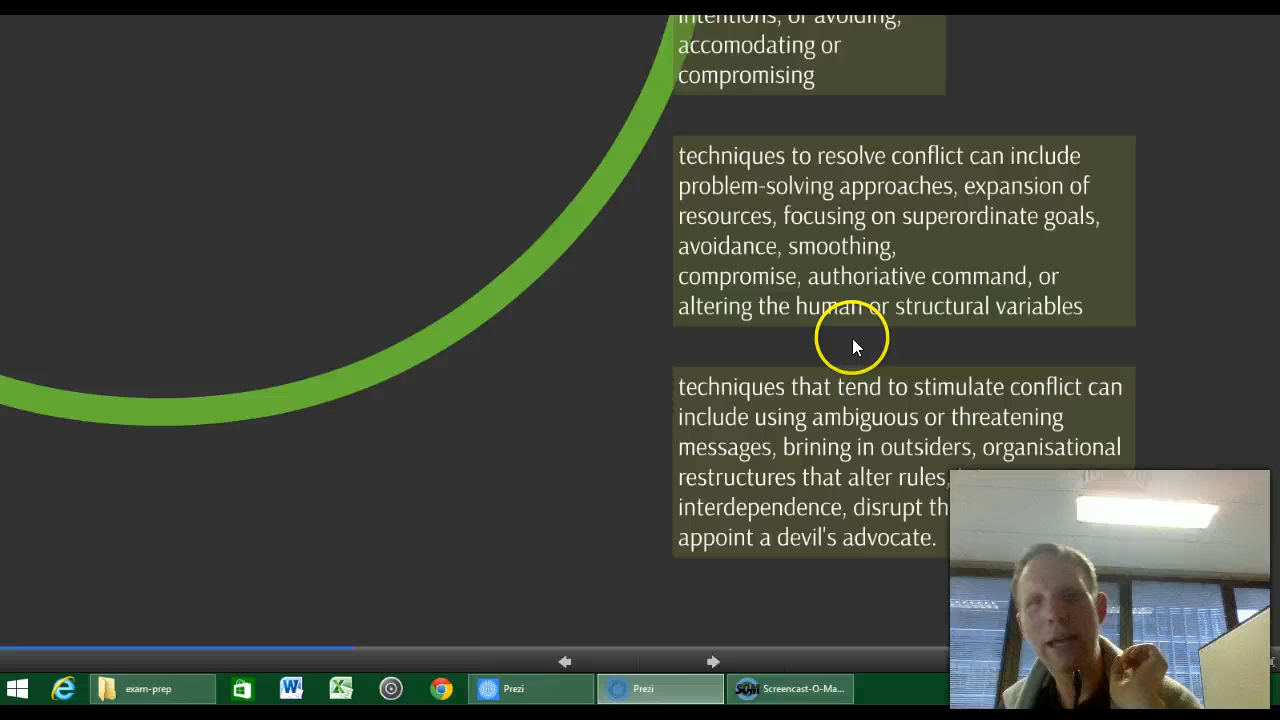 intentions, or avoiding,
accomodating or
compromising
techniques to resolve conflict can include
problem-solving approaches, expansion of
resources, focusing on superordinate goals,
avoidance, smoothing,
compromise, authoriative command, or
altering the human or structural variables
techniques that tend to stimulate conflict can
include using ambiguous or threatening
messages, brining in outsiders, organisational
restructures that alter rules,
interdependence, disrupt
appoint a devil's advocate.
exam-prep
Prezi
Prezi
SOM
Screencast-O-Ma...